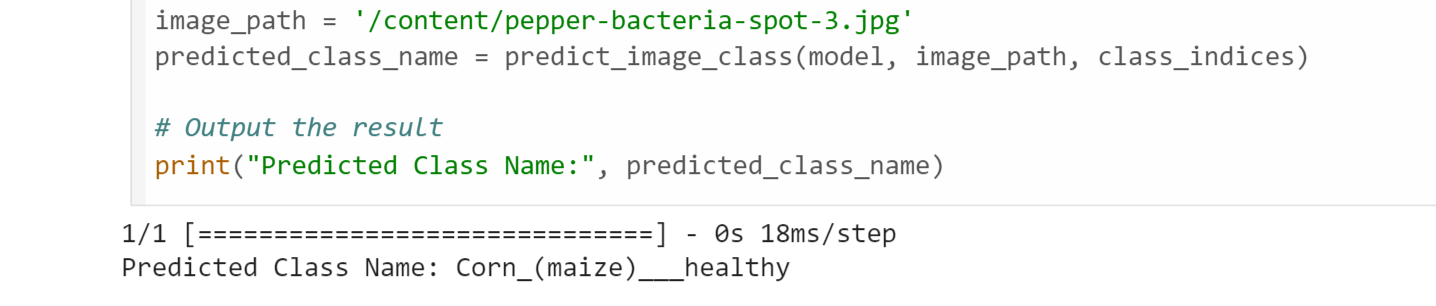 image_path = '/content/pepper-bacteria-spot-3.jpg'
predicted_class_name = predict_image_class(model, image_path, class_indices)
# Output the result
print("Predicted Class Name:", predicted_class_name)
1/1 [==============================] - 0s 18ms/step
Predicted Class Name: Corn_(maize)___healthy